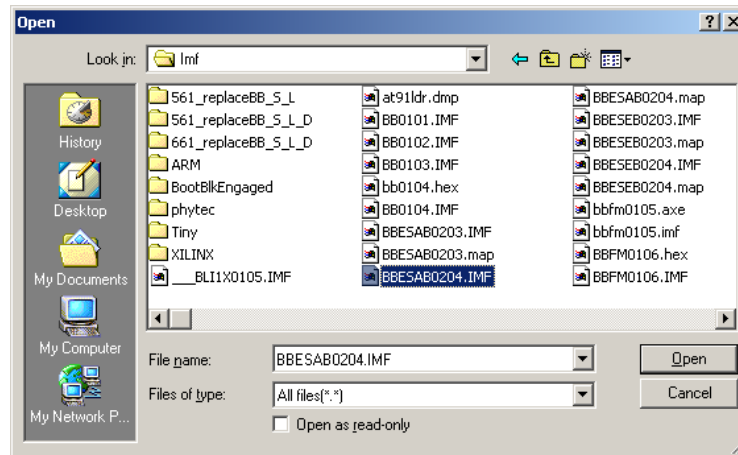 Open
Look in: Imf
History
Desktop
My Documents
My Computer
My Network P...
561_replaceBB_S_L
561_replaceBB_S_L_D
661_replaceBB_S_L_D
ARM
BootBlkEngaged
phytec
Tiny
XILINX
___BLI1X0105.IMF
at91ldr.dmp
BB0101.IMF
BB0102.IMF
BB0103.IMF
bb0104.hex
BB0104.IMF
BBESAB0203.IMF
BBESAB0203.map
BBESAB0204.IMF
BBESAB0204.map
BBESEB0203.IMF
BBESEB0203.map
BBESEB0204.IMF
BBESEB0204.map
bbfm0105.axe
bbfm0105.imf
BBFM0106.hex
BBFM0106.IMF
File name: BBESAB0204.IMF Open
Files of type: All files(*.*) Cancel
Open as read-only